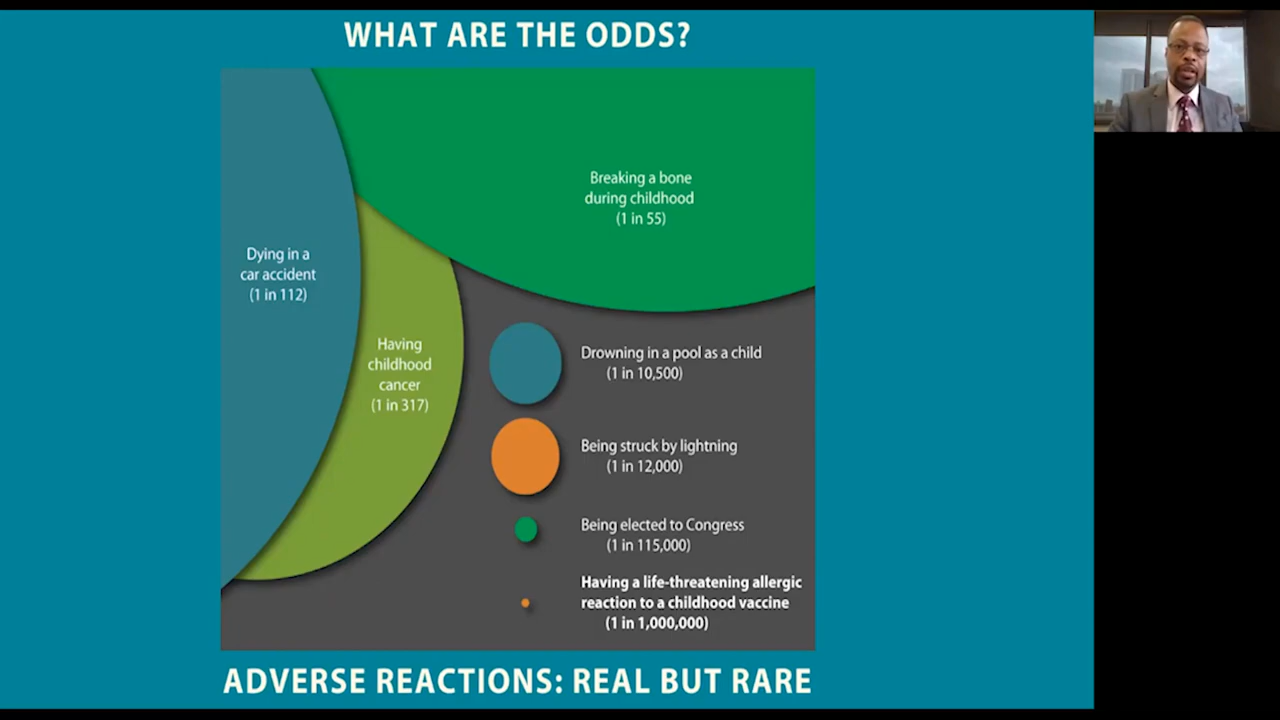 WHAT ARE THE ODDS?
Breaking a bone
during childhood
(1 in 55)
Dying in a
car accident
(1 in 112)
Having
childhood
cancer
(1 in 317)
Drowning in a pool as a child
(1 in 10,500)
Being struck by lightning
(1 in 12,000)
Being elected to Congress
(1 in 115,000)
Having a life-threatening allergic
reaction to a childhood vaccine
(1 in 1,000,000)
ADVERSE REACTIONS: REAL BUT RARE